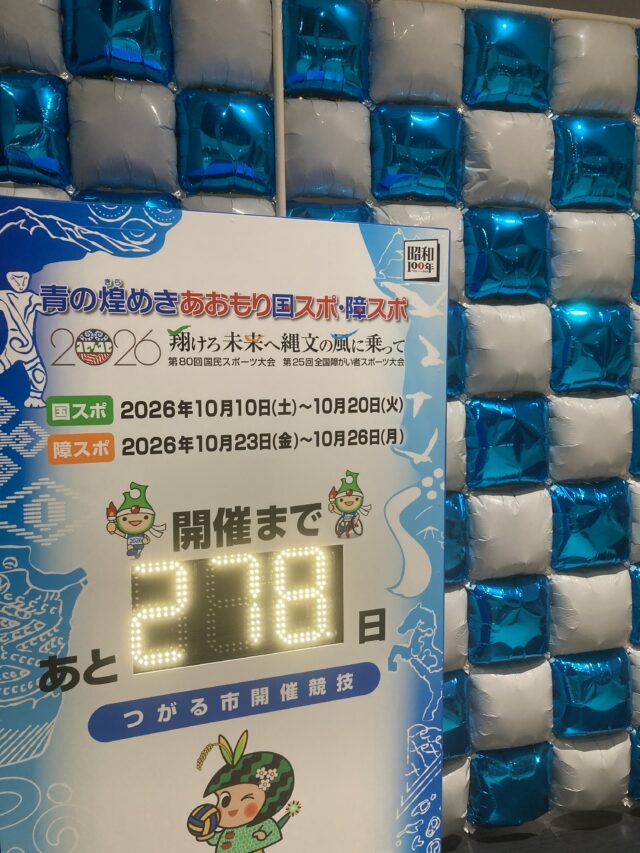 昭和
100年
青の煌めきあおもり国スポ・障スポ
きら
2026 翔けろ未来へ縄文の風に乗って
第80回国民スポーツ大会 第25回全国障がい者スポーツ大会
国スポ 2026年10月10日(土)～10月20日(火)
障スポ 2026年10月23日(金)～10月26日(月)
開催まで
あと 278 日
つがる市開催競技